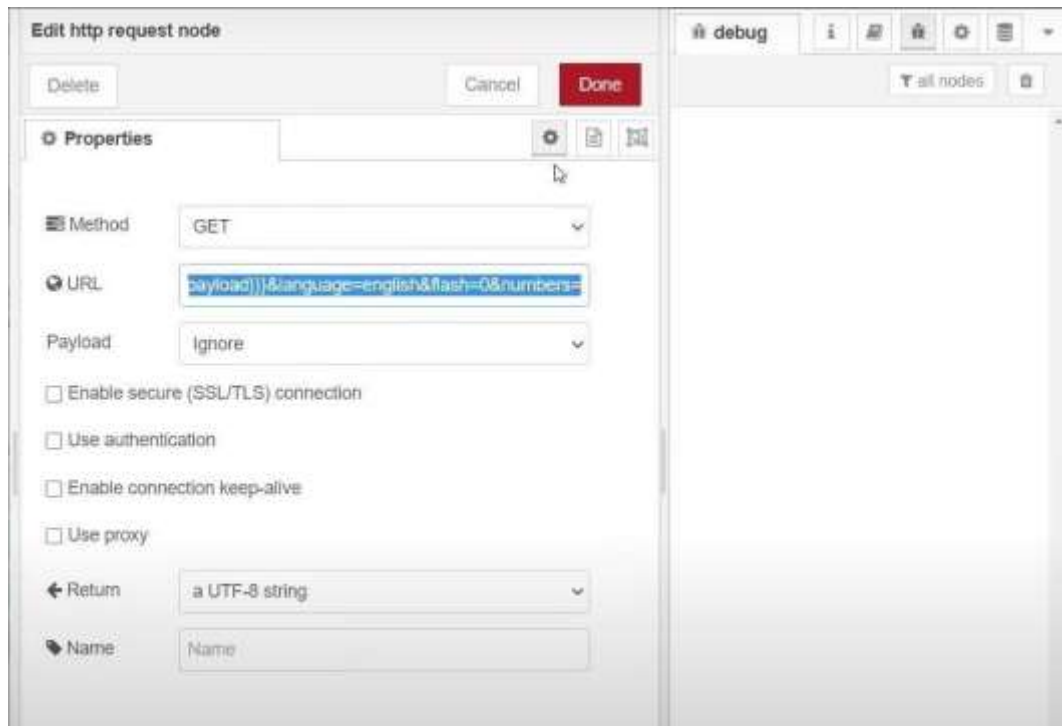 Edit http request node
debug
Delete
Cancel
Done
all nodes
Properties
Method
GET
URL
payload}}}&language=english&flash=0&numbers=
Payload
Ignore
Enable secure (SSL/TLS) connection
Use authentication
Enable connection keep-alive
Use proxy
Return
a UTF-8 string
Name
Name